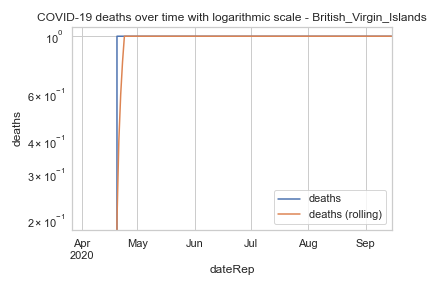 COVID-19 deaths over time with logarithmic scale - British_Virgin_Islands
10⁰
6 × 10⁻¹
4 × 10⁻¹
3 × 10⁻¹
2 × 10⁻¹
deaths
deaths
deaths (rolling)
Apr May Jun Jul Aug Sep
2020
dateRep